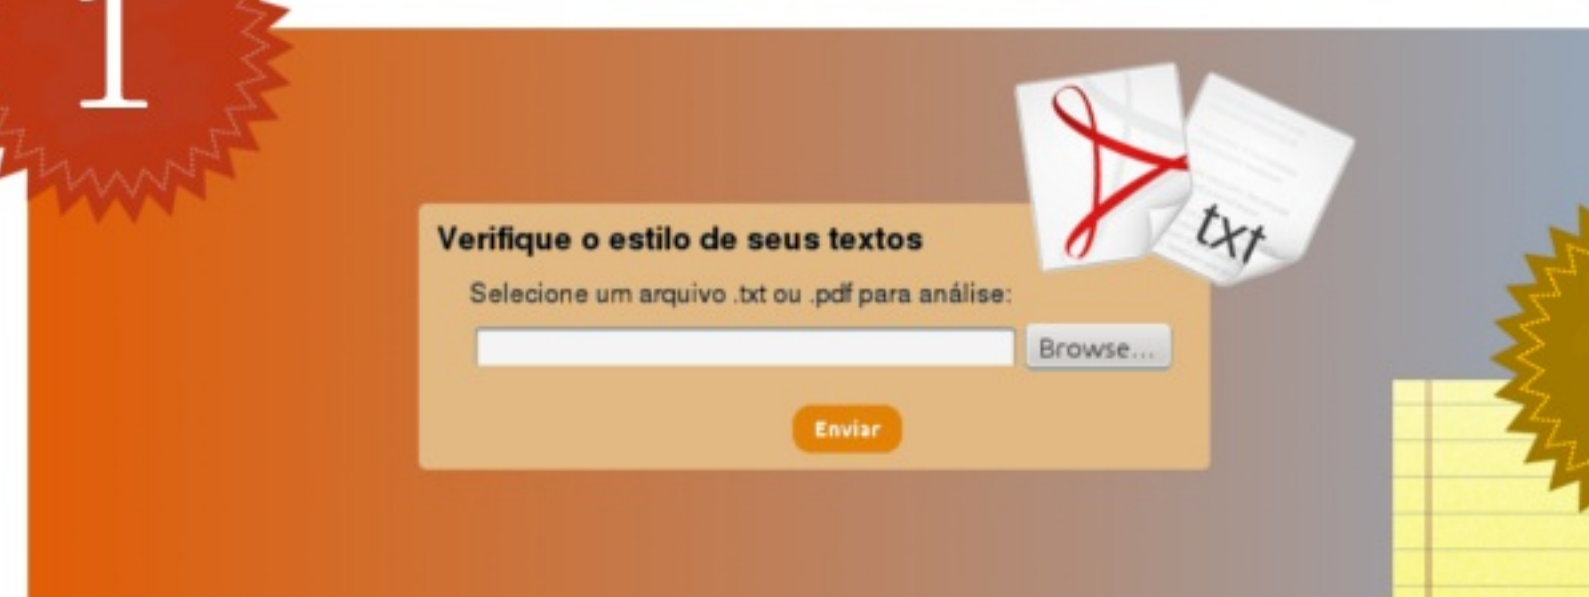 1
Verifique o estilo de seus textos
Selecione um arquivo .txt ou .pdf para análise:
Browse...
Enviar
txt